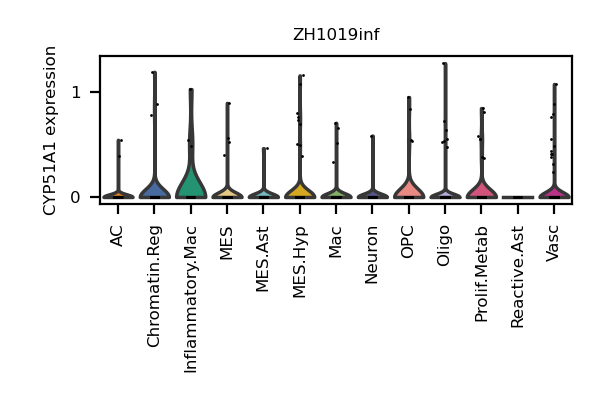 ZH1019inf
CYP51A1 expression
1
0
AC
Chromatin.Reg
Inflammatory.Mac
MES
MES.Ast
MES.Hyp
Mac
Neuron
OPC
Oligo
Prolif.Metab
Reactive.Ast
Vasc